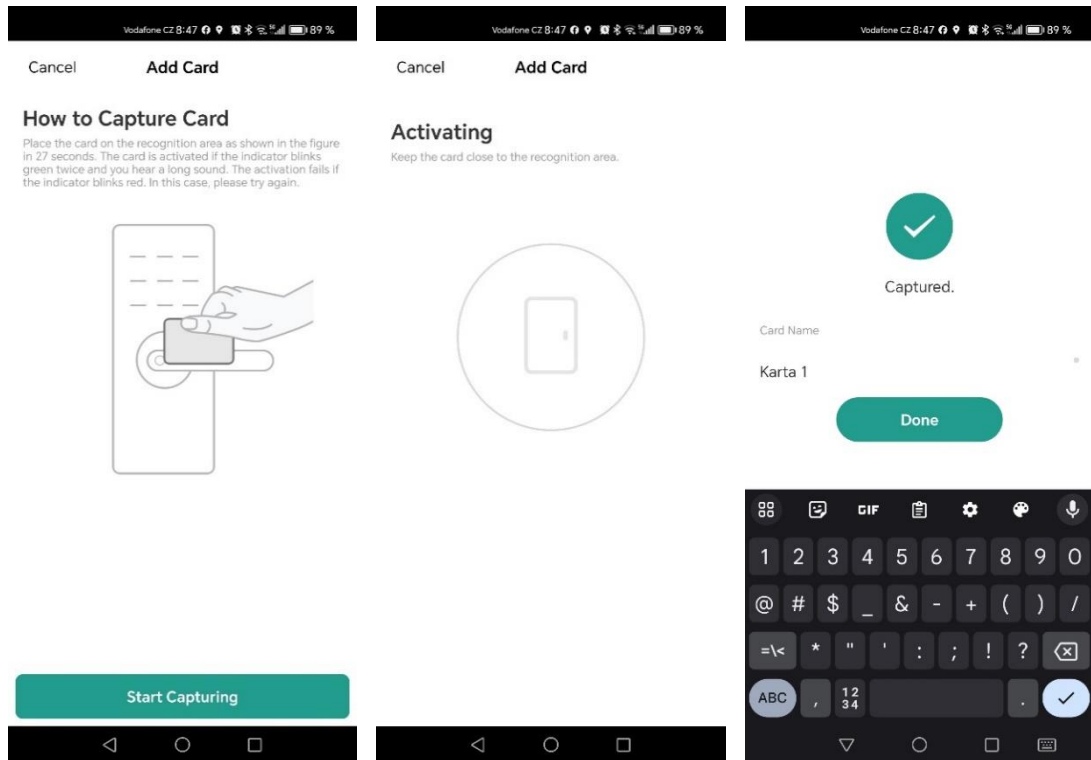 Vodafone CZ 8:47 89 %
Cancel Add Card
How to Capture Card
Place the card on the recognition area as shown in the figure
in 27 seconds. The card is activated if the indicator blinks
green twice and you hear a long sound. The activation fails if
the indicator blinks red. In this case, please try again.
Start Capturing
Vodafone CZ 8:47 89 %
Cancel Add Card
Activating
Keep the card close to the recognition area.
Vodafone CZ 8:47 89 %
Captured.
Card Name
Karta 1
Done
GIF
1 2 3 4 5 6 7 8 9 0
@ # $ _ & - + ( ) /
=\< * " ' : ; ! ?
ABC , 12 34 .